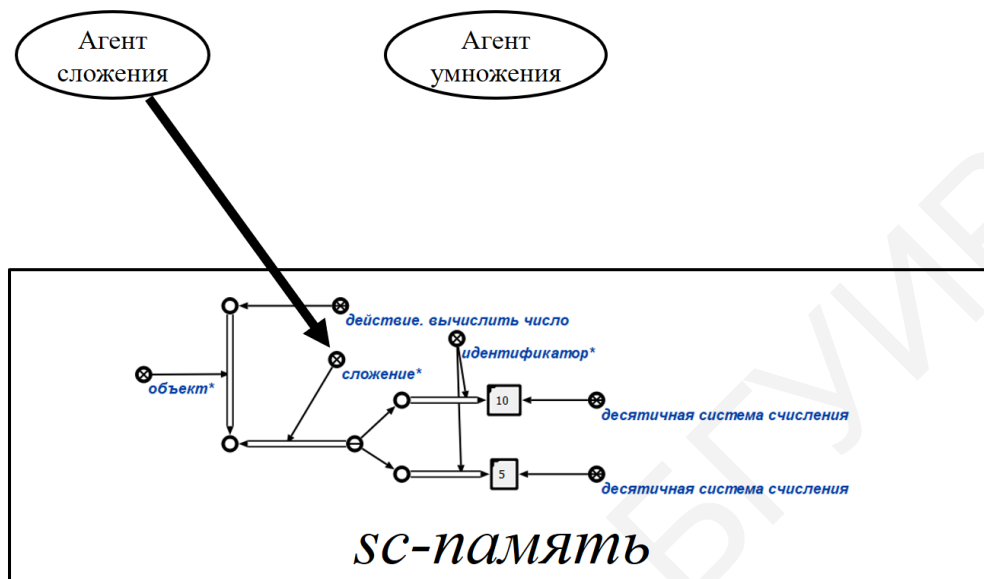 Агент
сложения
Агент
умножения
действие. вычислить число
идентификатор*
сложение*
объект*
10
десятичная система счисления
5
десятичная система счисления
sc-память
БГУИР